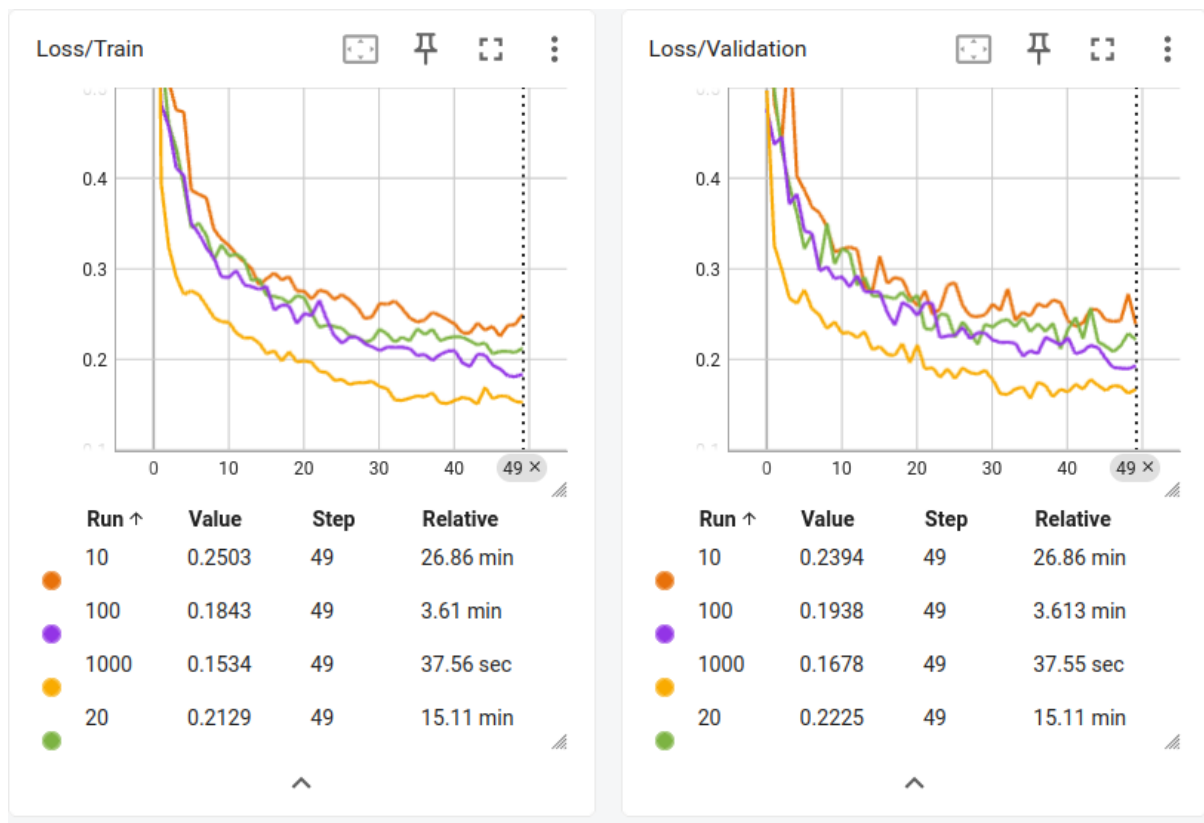 Loss/Train
0.4
0.3
0.2
0 10 20 30 40 49 ×
Run ↑ Value Step Relative
10 0.2503 49 26.86 min
100 0.1843 49 3.61 min
1000 0.1534 49 37.56 sec
20 0.2129 49 15.11 min
Loss/Validation
0.4
0.3
0.2
0 10 20 30 40 49 ×
Run ↑ Value Step Relative
10 0.2394 49 26.86 min
100 0.1938 49 3.613 min
1000 0.1678 49 37.55 sec
20 0.2225 49 15.11 min